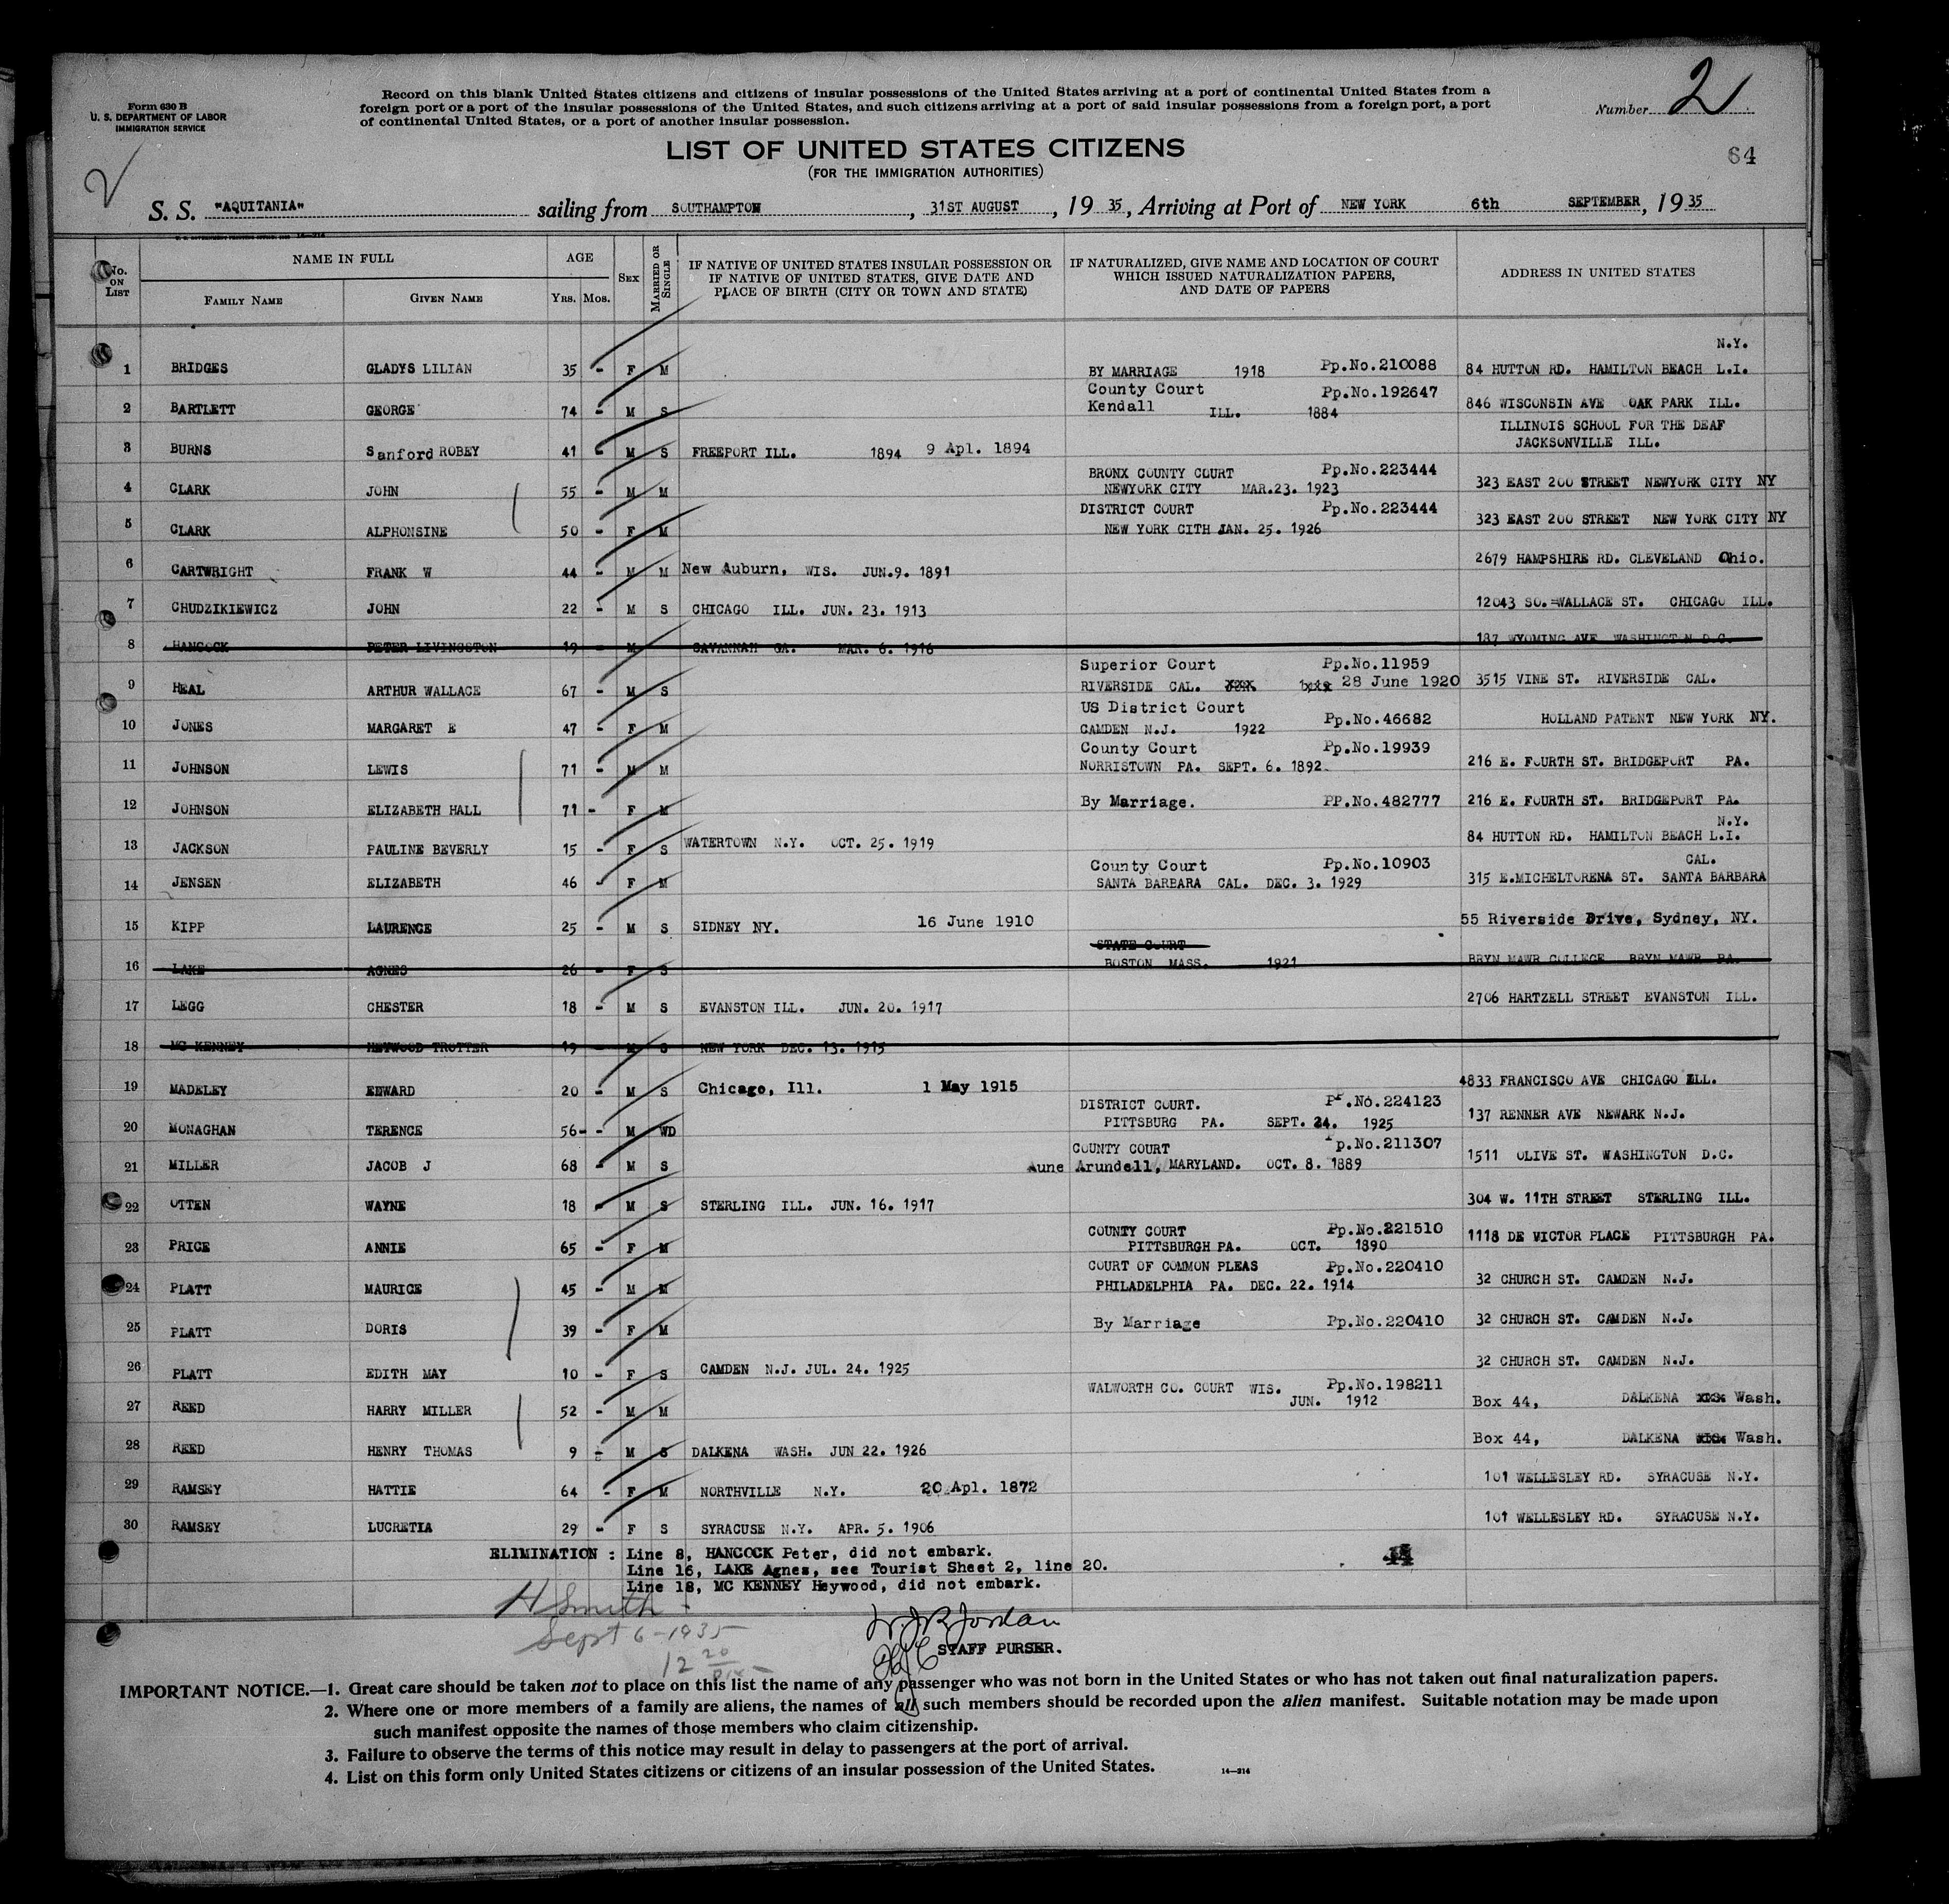 Form 630 B
U. S. DEPARTMENT OF LABOR
IMMIGRATION SERVICE
Record on this blank United States citizens and citizens of insular possessions of the United States arriving at a port of continental United States from a
foreign port or a port of the insular possessions of the United States, and such citizens arriving at a port of said insular possessions from a foreign port, a port
of continental United States, or a port of another insular possession.
Number 2
64
LIST OF UNITED STATES CITIZENS
(FOR THE IMMIGRATION AUTHORITIES)
S. S. "AQUITANIA" sailing from SOUTHAMPTON, 31ST AUGUST, 19 35, Arriving at Port of NEW YORK 6th SEPTEMBER, 19 35
No. ON LIST NAME IN FULL FAMILY NAME GIVEN NAME AGE YRS. MOS. SEX MARRIED OR SINGLE IF NATIVE OF UNITED STATES INSULAR POSSESSION OR IF NATIVE OF UNITED STATES, GIVE DATE AND PLACE OF BIRTH (CITY OR TOWN AND STATE) IF NATURALIZED, GIVE NAME AND LOCATION OF COURT WHICH ISSUED NATURALIZATION PAPERS, AND DATE OF PAPERS ADDRESS IN UNITED STATES
1 BRIDGES GLADYS LILIAN 35 - F M BY MARRIAGE 1918 Pp.No.210088 84 HUTTON RD. HAMILTON BEACH L.I. N.Y.
2 BARTLETT GEORGE 74 - M S County Court Kendall ILL. 1884 Pp.No.192647 846 WISCONSIN AVE OAK PARK ILL.
3 BURNS Sanford ROBEY 41 - M S FREEPORT ILL. 1894 9 Apl. 1894 ILLINOIS SCHOOL FOR THE DEAF JACKSONVILLE ILL.
4 CLARK JOHN 55 - M M BRONX COUNTY COURT NEWYORK CITY MAR.23. 1923 Pp.No.223444 323 EAST 200 STREET NEWYORK CITY NY
5 CLARK ALPHONSINE 50 - F M DISTRICT COURT NEW YORK CITH JAN. 25. 1926 Pp.No.223444 323 EAST 200 STREET NEW YORK CITY NY
6 CARTWRIGHT FRANK W 44 - M M New Auburn, WIS. JUN.9. 1891 2679 HAMPSHIRE RD. CLEVELAND Ohio.
7 CHUDZIKIEWICZ JOHN 22 - M S CHICAGO ILL. JUN. 23. 1913 12043 SO. WALLACE ST. CHICAGO ILL.
8 HANCOCK PETER LIVINGSTON 19 - M SAVANNAH GA. MAR. 6. 1916 187 WYOMING AVE WASHINGTON D.C.
9 HEAL ARTHUR WALLACE 67 - M S Superior Court RIVERSIDE CAL. 28 June 1920 Pp.No.11959 3515 VINE ST. RIVERSIDE CAL.
10 JONES MARGARET E 47 - F M US District Court CAMDEN N.J. 1922 Pp.No.46682 HOLLAND PATENT NEW YORK NY.
11 JOHNSON LEWIS 71 - M M County Court NORRISTOWN PA. SEPT. 6. 1892. Pp.No.19939 216 E. FOURTH ST. BRIDGEPORT PA.
12 JOHNSON ELIZABETH HALL 71 - F M By Marriage. PP.No.482777 216 E. FOURTH ST. BRIDGEPORT PA.
13 JACKSON PAULINE BEVERLY 15 - F S WATERTOWN N.Y. OCT. 25. 1919 84 HUTTON RD. HAMILTON BEACH L.I. N.Y.
14 JENSEN ELIZABETH 46 - F M County Court SANTA BARBARA CAL. DEC. 3. 1929 Pp.No.10903 315 E.MICHELTORENA ST. SANTA BARBARA CAL.
15 KIPP LAURENCE 25 - M S SIDNEY NY. 16 June 1910 55 Riverside Drive, Sydney, NY.
16 LAKE AGNES 26 - F S STATE COURT BOSTON MASS. 1921 BRYN MAWR COLLEGE BRYN MAWR PA.
17 LEGG CHESTER 18 - M S EVANSTON ILL. JUN. 20. 1917 2706 HARTZELL STREET EVANSTON ILL.
18 MC KENNEY HEYWOOD TROTTER 19 - M S NEW YORK DEC. 13. 1915
19 MADELEY EDWARD 20 - M S Chicago, Ill. 1 May 1915 4833 FRANCISCO AVE CHICAGO ILL.
20 MONAGHAN TERENCE 56- - M WD DISTRICT COURT. PITTSBURG PA. SEPT. 24. 1925 Pp.No.224123 137 RENNER AVE NEWARK N.J.
21 MILLER JACOB J 68 - M S COUNTY COURT Aune Arundell, MARYLAND. OCT. 8. 1889 Pp.No.211307 1511 OLIVE ST. WASHINGTON D.C.
22 OTTEN WAYNE 18 - M S STERLING ILL. JUN. 16. 1917 304 W. 11TH STREET STERLING ILL.
23 PRICE ANNIE 65 - F M COUNTY COURT PITTSBURGH PA. OCT. 1890 Pp.No.221510 1118 DE VICTOR PLACE PITTSBURGH PA.
24 PLATT MAURICE 45 - M M COURT OF COMMON PLEAS PHILADELPHIA PA. DEC. 22. 1914 Pp.No.220410 32 CHURCH ST. CAMDEN N.J.
25 PLATT DORIS 39 - F M By Marriage Pp.No.220410 32 CHURCH ST. CAMDEN N.J.
26 PLATT EDITH MAY 10 - F S CAMDEN N.J. JUL. 24. 1925 32 CHURCH ST. CAMDEN N.J.
27 REED HARRY MILLER 52 - M M WALWORTH CO. COURT WIS. JUN. 1912 Pp.No.198211 Box 44, DALKENA Wash.
28 REED HENRY THOMAS 9 - M S DALKENA WASH. JUN 22. 1926 Box 44, DALKENA Wash.
29 RAMSEY HATTIE 64 - F M NORTHVILLE N.Y. 20 Apl. 1872 101 WELLESLEY RD. SYRACUSE N.Y.
30 RAMSEY LUCRETIA 29 - F S SYRACUSE N.Y. APR. 5. 1906 101 WELLESLEY RD. SYRACUSE N.Y.
ELIMINATION : Line 8, HANCOCK Peter, did not embark.
Line 16, LAKE Agnes, see Tourist Sheet 2, line 20.
Line 18, MC KENNEY Heywood, did not embark.
H Smith
Sept 6-1935
12 20
Jordan
STAFF PURSER.
IMPORTANT NOTICE.—1. Great care should be taken not to place on this list the name of any passenger who was not born in the United States or who has not taken out final naturalization papers.
2. Where one or more members of a family are aliens, the names of all such members should be recorded upon the alien manifest. Suitable notation may be made upon
such manifest opposite the names of those members who claim citizenship.
3. Failure to observe the terms of this notice may result in delay to passengers at the port of arrival.
4. List on this form only United States citizens or citizens of an insular possession of the United States.
14—214